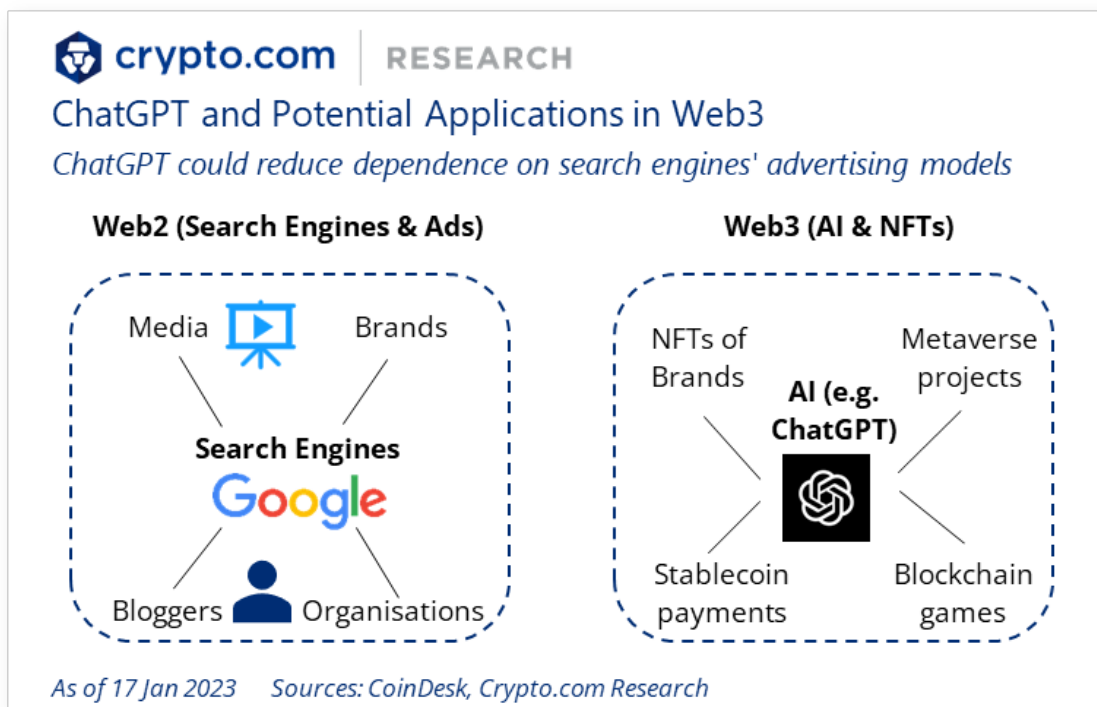 crypto.com RESEARCH
ChatGPT and Potential Applications in Web3
ChatGPT could reduce dependence on search engines' advertising models
Web2 (Search Engines & Ads)
Media
Brands
Search Engines
Google
Bloggers
Organisations
Web3 (AI & NFTs)
NFTs of
Brands
Metaverse
projects
AI (e.g.
ChatGPT)
Stablecoin
payments
Blockchain
games
As of 17 Jan 2023 Sources: CoinDesk, Crypto.com Research